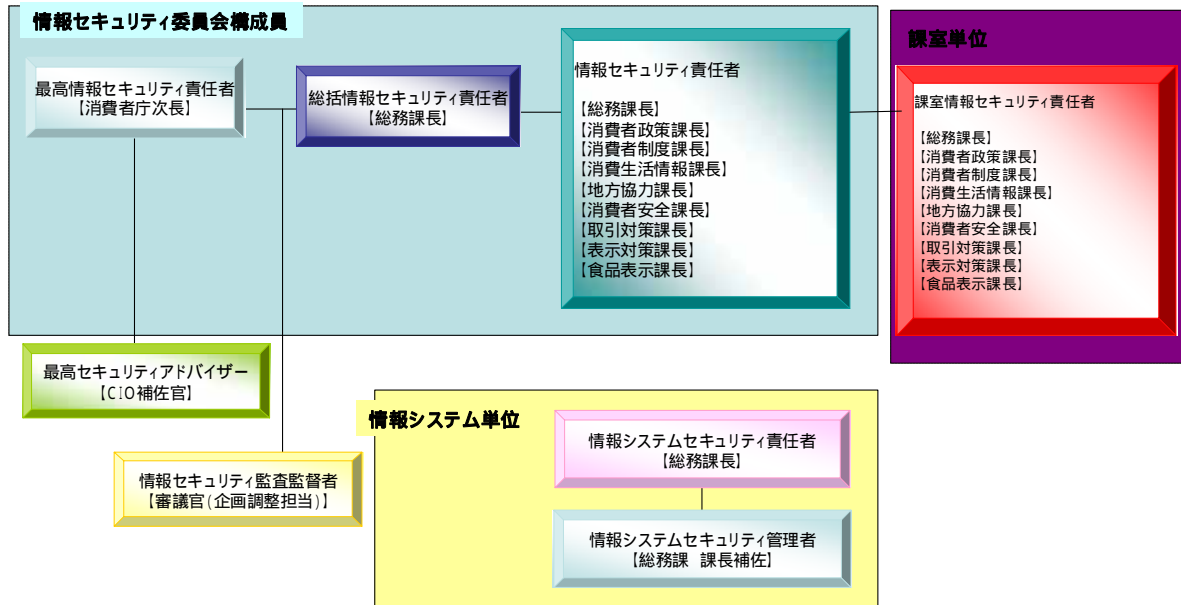 情報セキュリティ委員会構成員
最高情報セキュリティ責任者
【消費者庁次長】
総括情報セキュリティ責任者
【総務課長】
情報セキュリティ責任者
【総務課長】
【消費者政策課長】
【消費者制度課長】
【消費生活情報課長】
【地方協力課長】
【消費者安全課長】
【取引対策課長】
【表示対策課長】
【食品表示課長】
課室単位
課室情報セキュリティ責任者
【総務課長】
【消費者政策課長】
【消費者制度課長】
【消費生活情報課長】
【地方協力課長】
【消費者安全課長】
【取引対策課長】
【表示対策課長】
【食品表示課長】
最高セキュリティアドバイザー
【CIO補佐官】
情報セキュリティ監査監督者
【審議官(企画調整担当)】
情報システム単位
情報システムセキュリティ責任者
【総務課長】
情報システムセキュリティ管理者
【総務課 課長補佐】